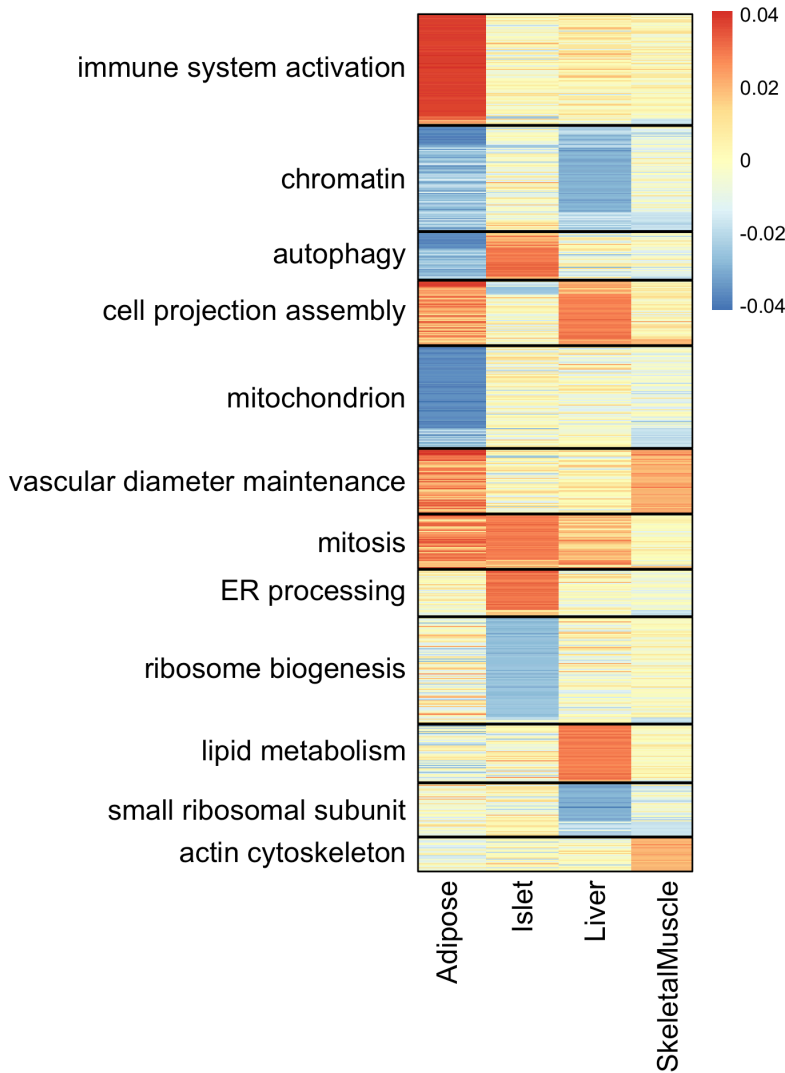 immune system activation
chromatin
autophagy
cell projection assembly
mitochondrion
vascular diameter maintenance
mitosis
ER processing
ribosome biogenesis
lipid metabolism
small ribosomal subunit
actin cytoskeleton
0.04
0.02
0
-0.02
-0.04
Adipose
Islet
Liver
SkeletalMuscle